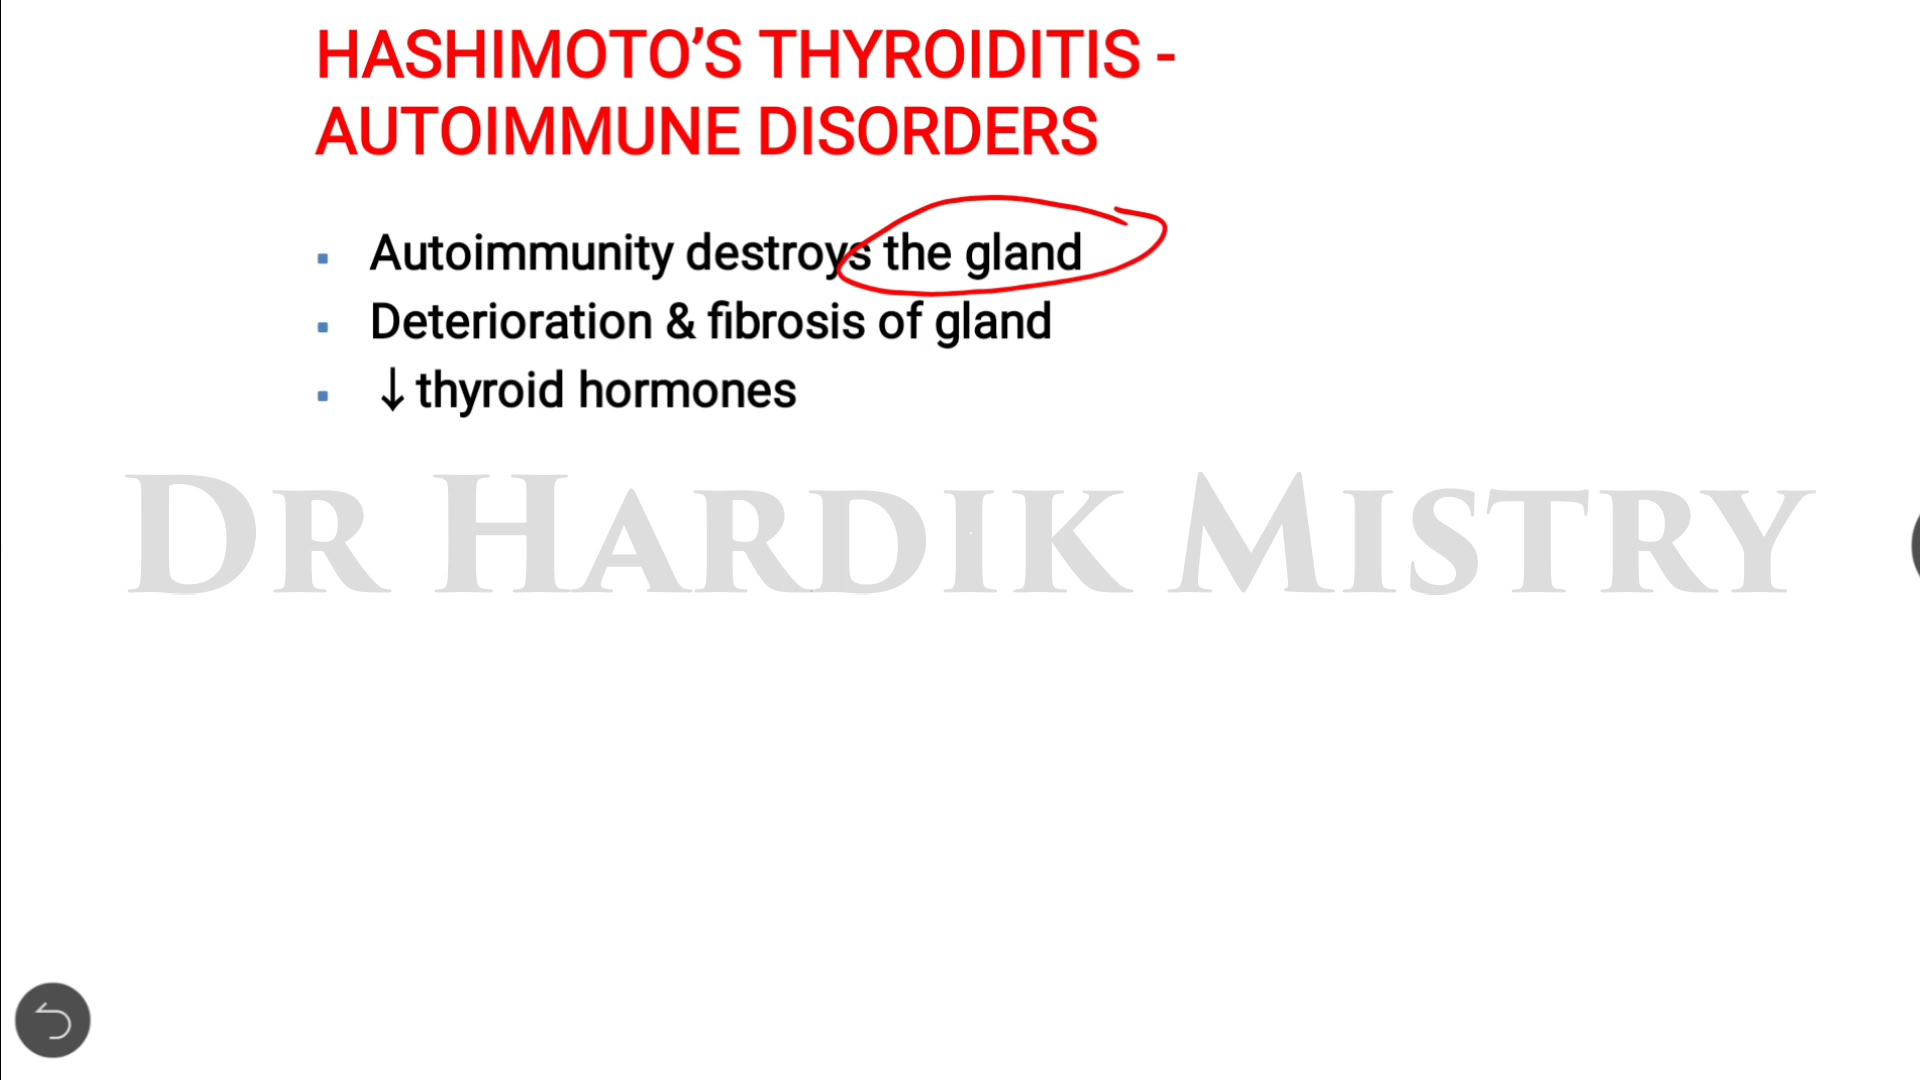 HASHIMOTO’S THYROIDITIS -
AUTOIMMUNE DISORDERS
▪ Autoimmunity destroys the gland
▪ Deterioration & fibrosis of gland
▪ ↓ thyroid hormones
DR HARDIK MISTRY